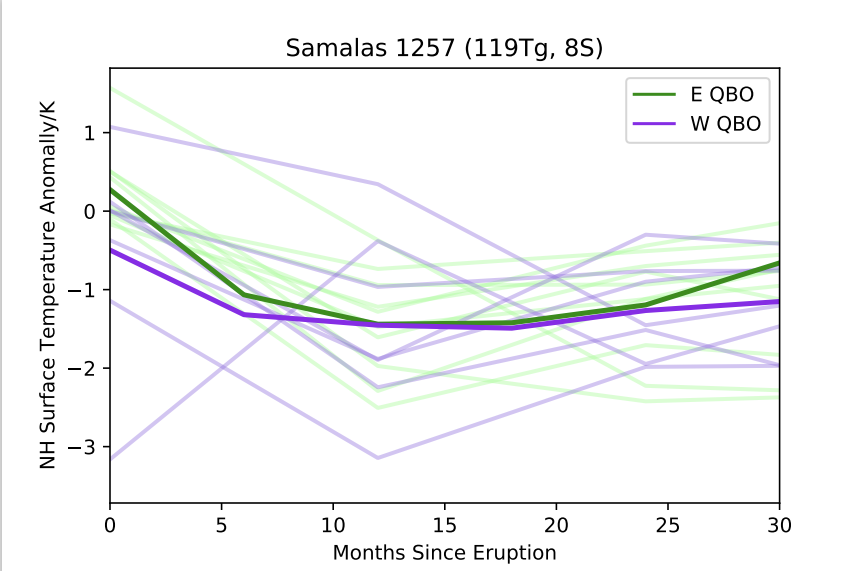 Samalas 1257 (119Tg, 8S)
E QBO
W QBO
NH Surface Temperature Anomally/K
1
0
−1
−2
−3
0 5 10 15 20 25 30
Months Since Eruption